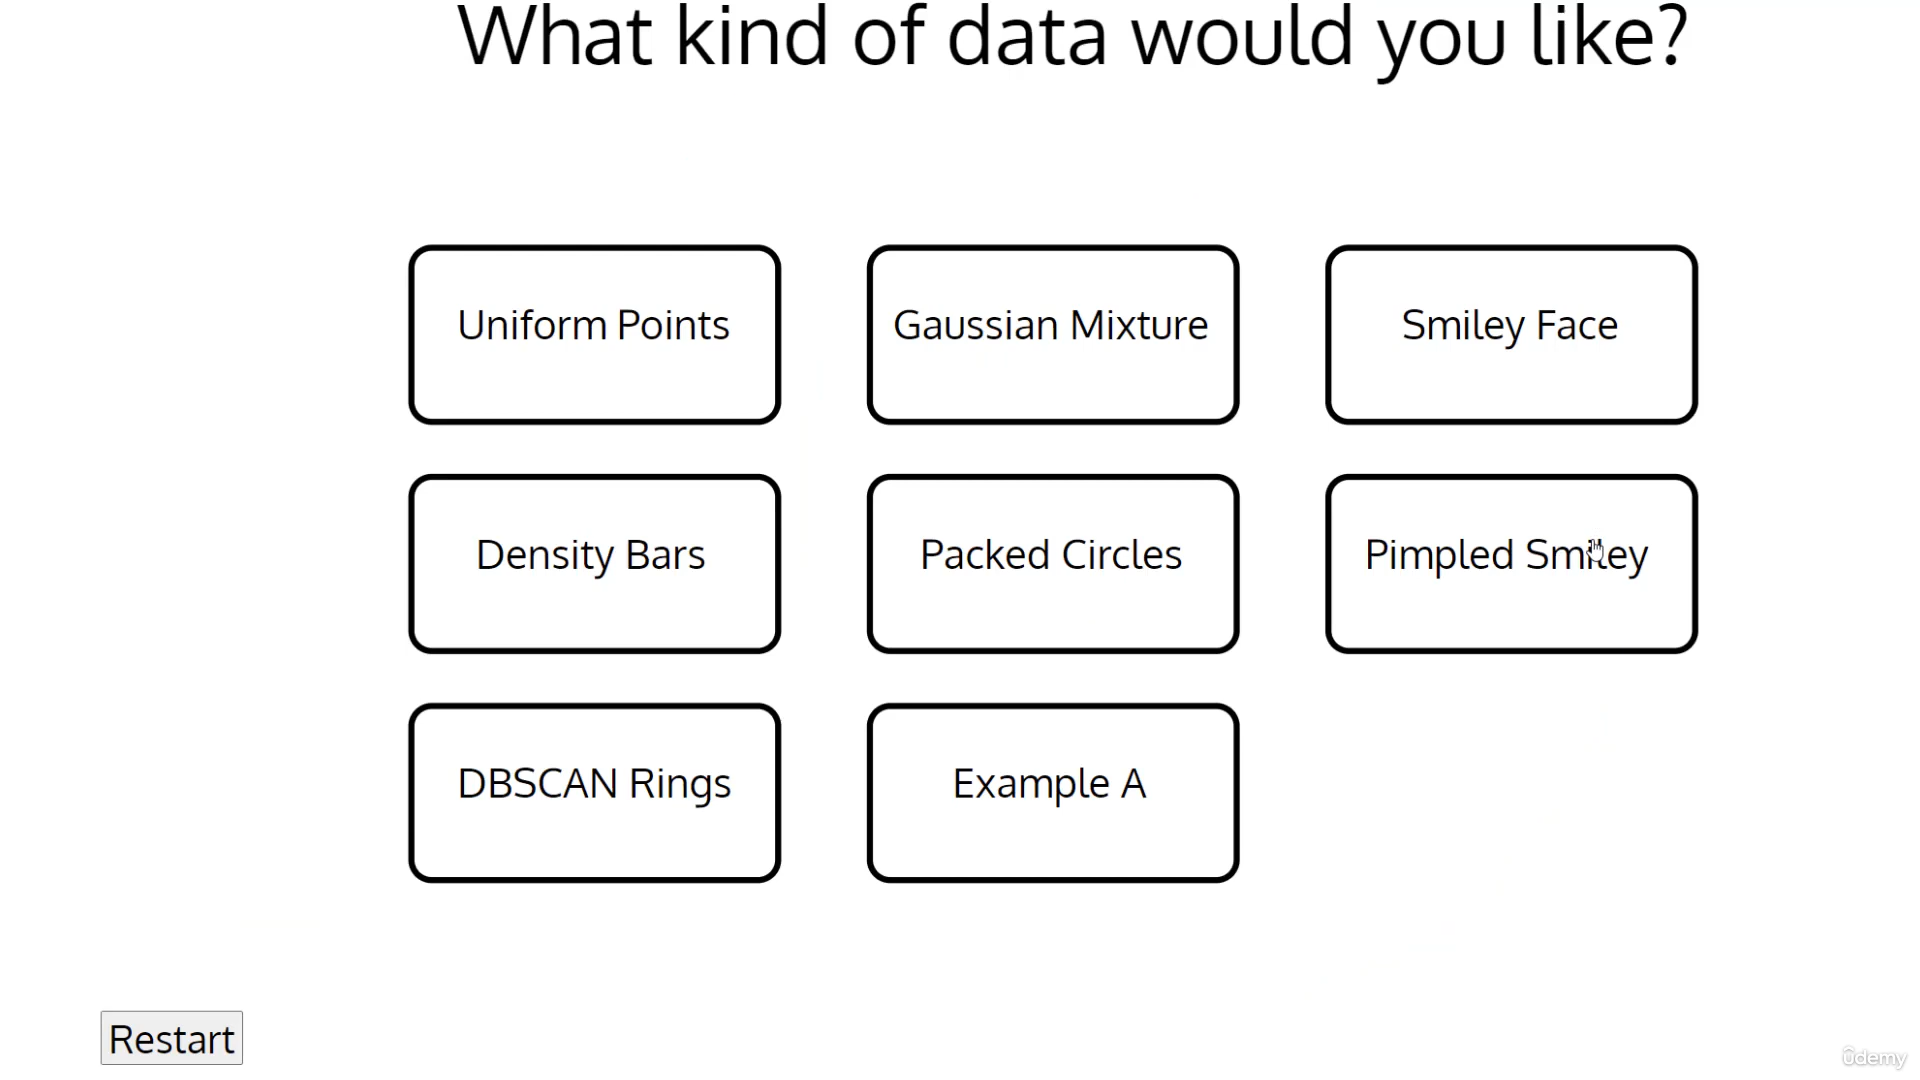 What kind of data would you like?
Uniform Points
Gaussian Mixture
Smiley Face
Density Bars
Packed Circles
Pimpled Smiley
DBSCAN Rings
Example A
Restart
ûdemy